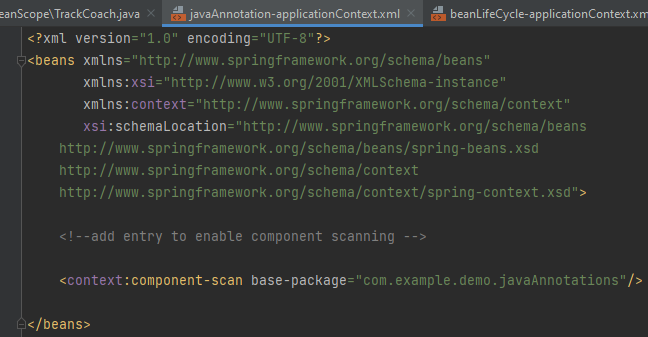 eanScope\TrackCoach.java × javaAnnotation-applicationContext.xml × beanLifeCycle-applicationContext.xm
<?xml version="1.0" encoding="UTF-8"?>
<beans xmlns="http://www.springframework.org/schema/beans"
xmlns:xsi="http://www.w3.org/2001/XMLSchema-instance"
xmlns:context="http://www.springframework.org/schema/context"
xsi:schemaLocation="http://www.springframework.org/schema/beans
http://www.springframework.org/schema/beans/spring-beans.xsd
http://www.springframework.org/schema/context
http://www.springframework.org/schema/context/spring-context.xsd">
<!--add entry to enable component scanning -->
<context:component-scan base-package="com.example.demo.javaAnnotations"/>
</beans>